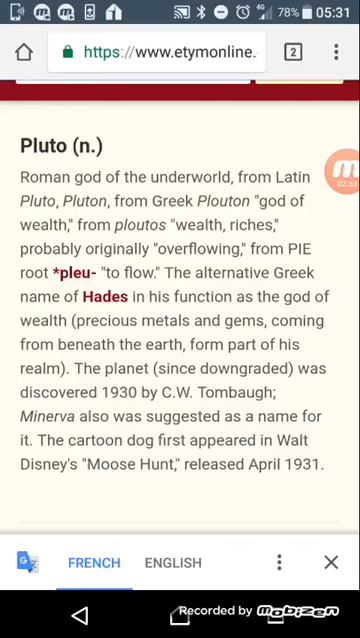 78% 05:31
https://www.etymonline.
2
Pluto (n.)
02:53
Roman god of the underworld, from Latin
Pluto, Pluton, from Greek Plouton "god of
wealth," from ploutos "wealth, riches,"
probably originally "overflowing," from PIE
root *pleu- "to flow." The alternative Greek
name of Hades in his function as the god of
wealth (precious metals and gems, coming
from beneath the earth, form part of his
realm). The planet (since downgraded) was
discovered 1930 by C.W. Tombaugh;
Minerva also was suggested as a name for
it. The cartoon dog first appeared in Walt
Disney's "Moose Hunt," released April 1931.
FRENCH ENGLISH
Recorded by mobizen